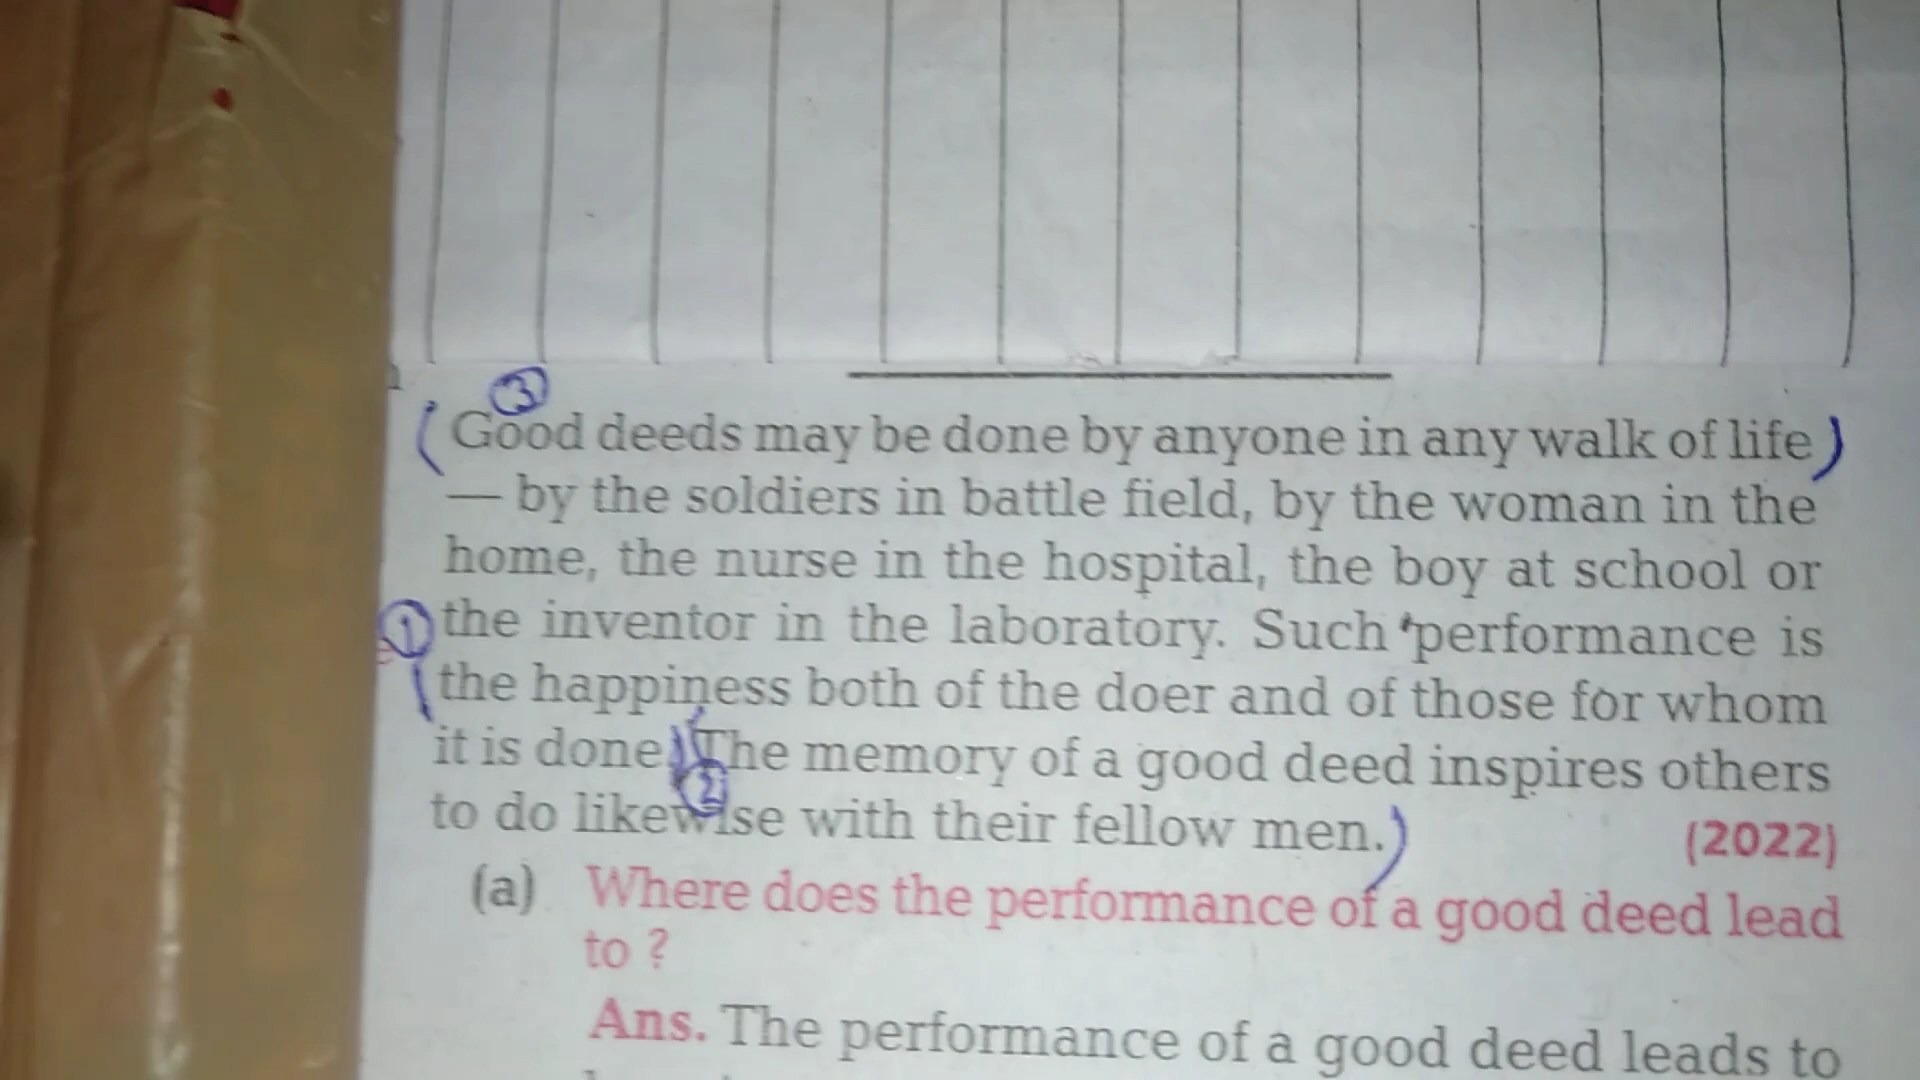 3
(Good deeds may be done by anyone in any walk of life)
— by the soldiers in battle field, by the woman in the
home, the nurse in the hospital, the boy at school or
1 the inventor in the laboratory. Such performance is
(the happiness both of the doer and of those for whom
it is done) (The memory of a good deed inspires others
2
to do likewise with their fellow men.) (2022)
(a) Where does the performance of a good deed lead
to ?
Ans. The performance of a good deed leads to